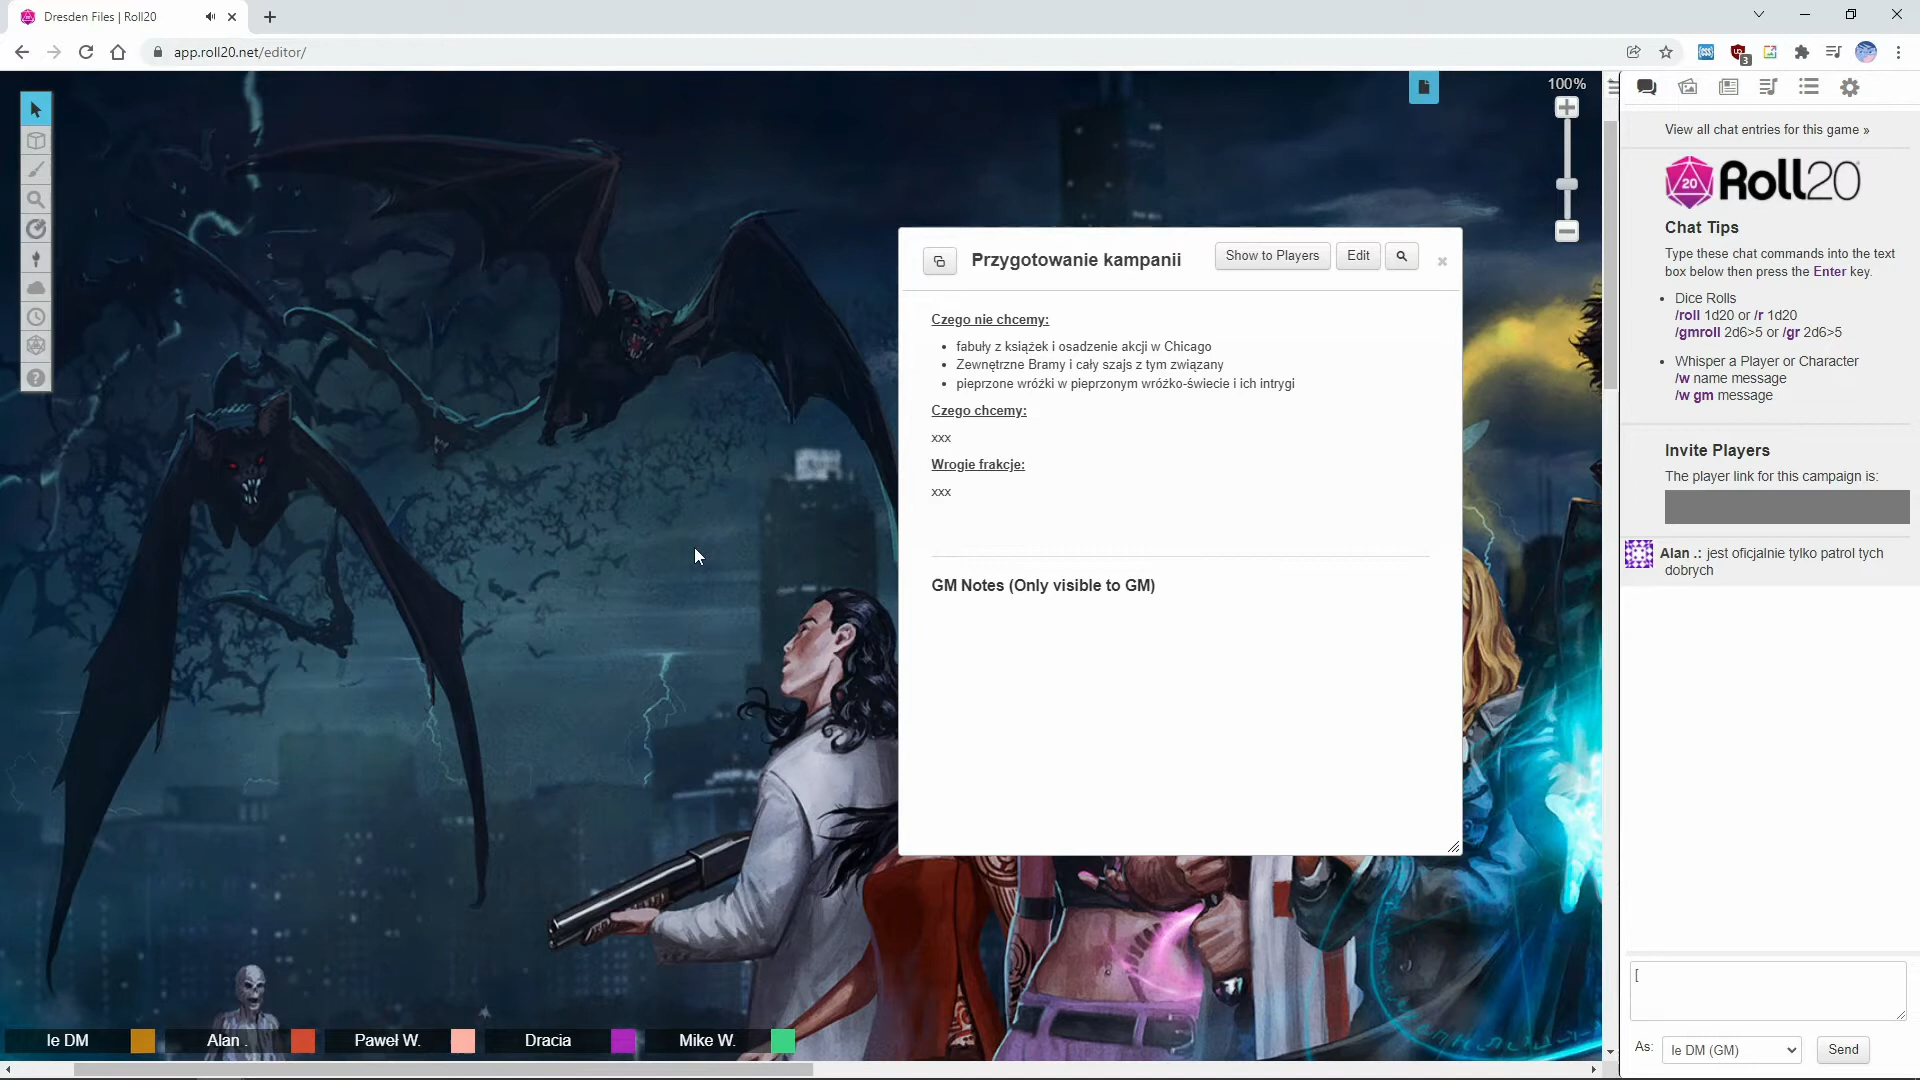 Dresden Files | Roll20
app.roll20.net/editor/
3
100%
View all chat entries for this game »
20 Roll20
Chat Tips
Type these chat commands into the text
box below then press the Enter key.
• Dice Rolls
/roll 1d20 or /r 1d20
/gmroll 2d6>5 or /gr 2d6>5
• Whisper a Player or Character
/w name message
/w gm message
Invite Players
The player link for this campaign is:
Alan .: jest oficjalnie tylko patrol tych
dobrych
[
As: le DM (GM) Send
Przygotowanie kampanii
Show to Players Edit
Czego nie chcemy:
• fabuły z książek i osadzenie akcji w Chicago
• Zewnętrzne Bramy i cały szajs z tym związany
• pieprzone wróżki w pieprzonym wróżko-świecie i ich intrygi
Czego chcemy:
xxx
Wrogie frakcje:
xxx
GM Notes (Only visible to GM)
le DM Alan . Paweł W. Dracia Mike W.